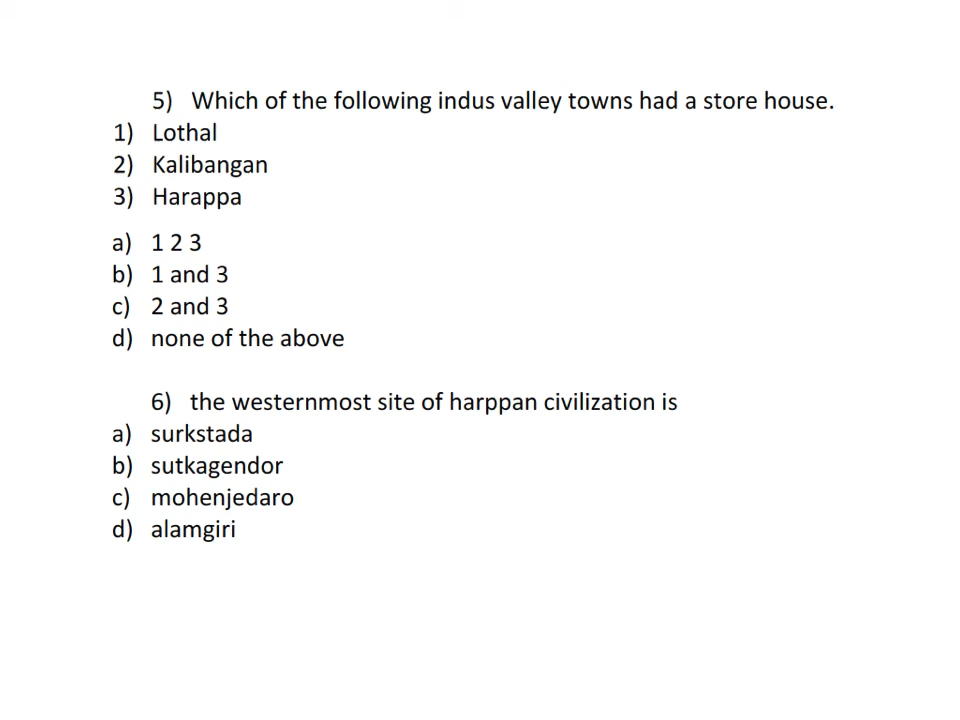 5) Which of the following indus valley towns had a store house.
1) Lothal
2) Kalibangan
3) Harappa
a) 1 2 3
b) 1 and 3
c) 2 and 3
d) none of the above
6) the westernmost site of harppan civilization is
a) surkstada
b) sutkagendor
c) mohenjedaro
d) alamgiri